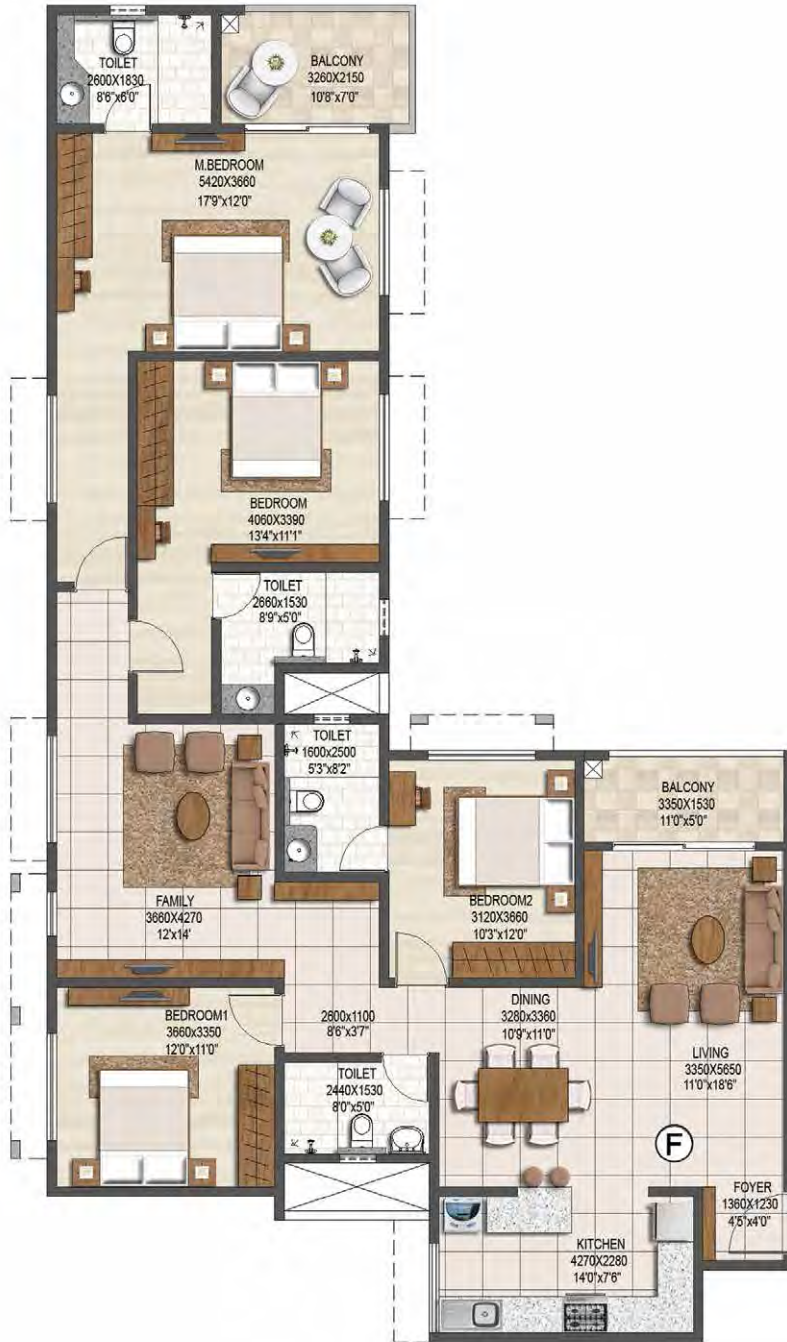 TOILET
2600X1830
8'6"x6'0"
BALCONY
3260X2150
10'8"x7'0"
M.BEDROOM
5420X3660
17'9"x12'0"
BEDROOM
4060X3390
13'4"x11'1"
TOILET
2660x1530
8'9"x5'0"
TOILET
1600x2500
5'3"x8'2"
BALCONY
3350X1530
11'0"x5'0"
FAMILY
3660X4270
12'x14'
BEDROOM2
3120X3660
10'3"x12'0"
BEDROOM1
3660x3350
12'0"x11'0"
2600x1100
8'6"x3'7"
DINING
3280x3360
10'9"x11'0"
LIVING
3350X5650
11'0"x18'6"
TOILET
2440X1530
8'0"x5'0"
F
FOYER
1360X1230
4'5"x4'0"
KITCHEN
4270X2280
14'0"x7'6"